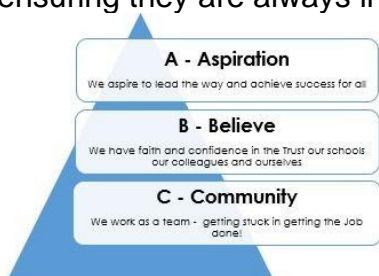 ensuring they are always i
A - Aspiration
We aspire to lead the way and achieve success for all
B - Believe
We have faith and confidence in the Trust our schools
our colleagues and ourselves
C - Community
We work as a team - getting stuck in getting the Job
done!